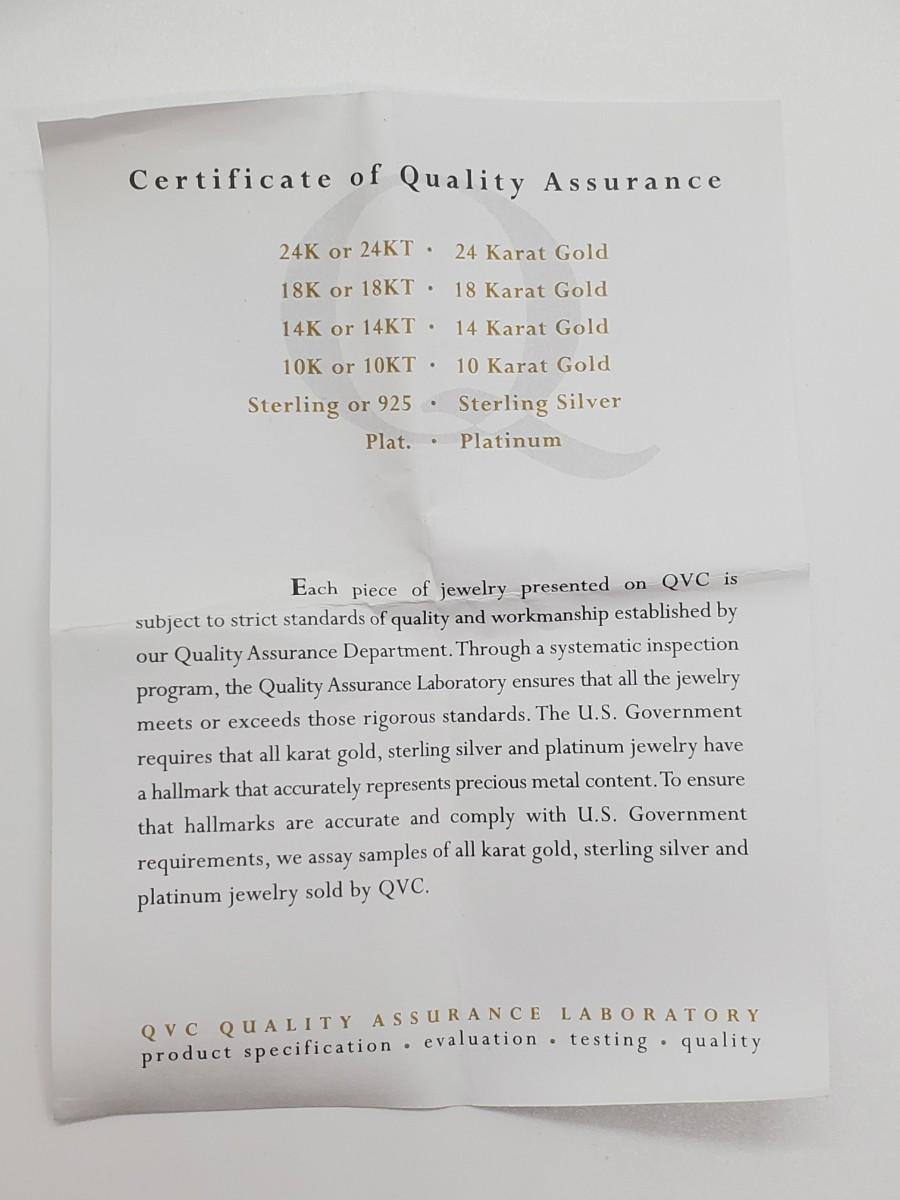 Certificate of Quality Assurance
24K or 24KT • 24 Karat Gold
18K or 18KT • 18 Karat Gold
14K or 14KT • 14 Karat Gold
10K or 10KT • 10 Karat Gold
Sterling or 925 • Sterling Silver
Plat. • Platinum
Each piece of jewelry presented on QVC is
subject to strict standards of quality and workmanship established by
our Quality Assurance Department. Through a systematic inspection
program, the Quality Assurance Laboratory ensures that all the jewelry
meets or exceeds those rigorous standards. The U.S. Government
requires that all karat gold, sterling silver and platinum jewelry have
a hallmark that accurately represents precious metal content. To ensure
that hallmarks are accurate and comply with U.S. Government
requirements, we assay samples of all karat gold, sterling silver and
platinum jewelry sold by QVC.
QVC QUALITY ASSURANCE LABORATORY
product specification • evaluation • testing • quality